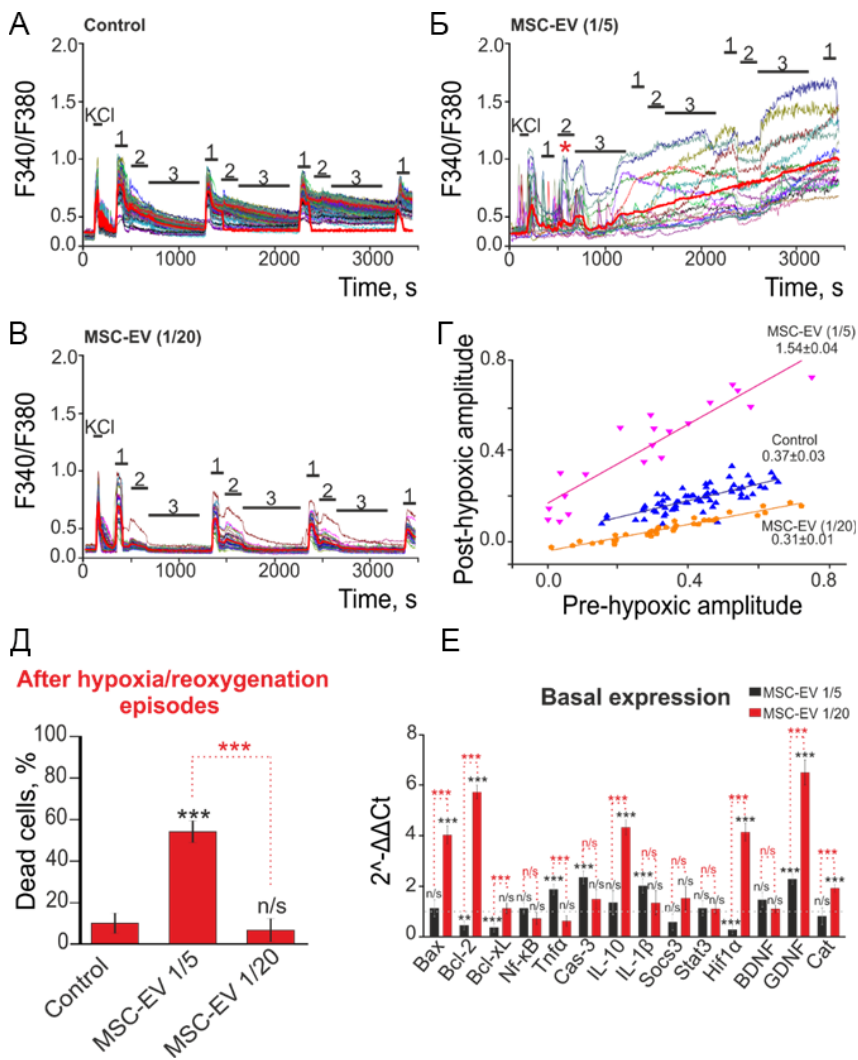 А
Control
2.0
1.5
1.0
0.5
0.0
F340/F380
KCl
1
2
3
1
2
3
1
2
3
1
0
1000
2000
3000
Time, s
Б
MSC-EV (1/5)
2.0
1.5
1.0
0.5
0.0
F340/F380
KCl
1
2
*
3
1
2
3
1
2
3
1
0
1000
2000
3000
Time, s
В
MSC-EV (1/20)
2.0
1.5
1.0
0.5
0.0
F340/F380
KCl
1
2
3
1
2
3
1
2
3
1
0
1000
2000
3000
Time, s
Г
Post-hypoxic amplitude
0.8
0.4
0.0
MSC-EV (1/5)
1.54±0.04
Control
0.37±0.03
MSC-EV (1/20)
0.31±0.01
0.0
0.4
0.8
Pre-hypoxic amplitude
Д
After hypoxia/reoxygenation
episodes
Dead cells, %
100
80
60
40
20
0
***
***
n/s
Control
MSC-EV 1/5
MSC-EV 1/20
Е
Basal expression
MSC-EV 1/5
MSC-EV 1/20
2^-ΔΔCt
8
6
4
2
0
n/s
***
***
**
***
***
***
***
n/s
n/s
n/s
n/s
***
***
n/s
***
n/s
n/s
n/s
***
***
***
n/s
n/s
n/s
n/s
n/s
n/s
n/s
n/s
***
***
***
n/s
n/s
n/s
***
***
***
n/s
***
***
Bax
Bcl-2
Bcl-xL
Nf-κB
Tnfα
Cas-3
IL-10
IL-1β
Socs3
Stat3
Hif1α
BDNF
GDNF
Cat